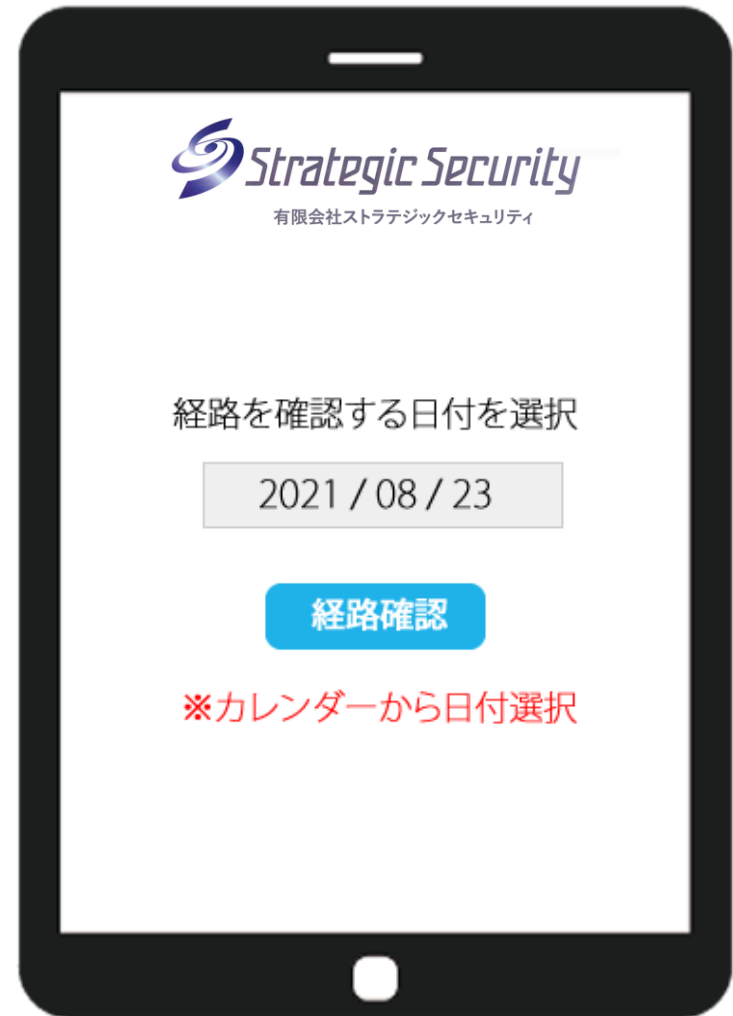 Strategic Security
有限会社ストラテジックセキュリティ
経路を確認する日付を選択
2021 / 08 / 23
経路確認
※カレンダーから日付選択